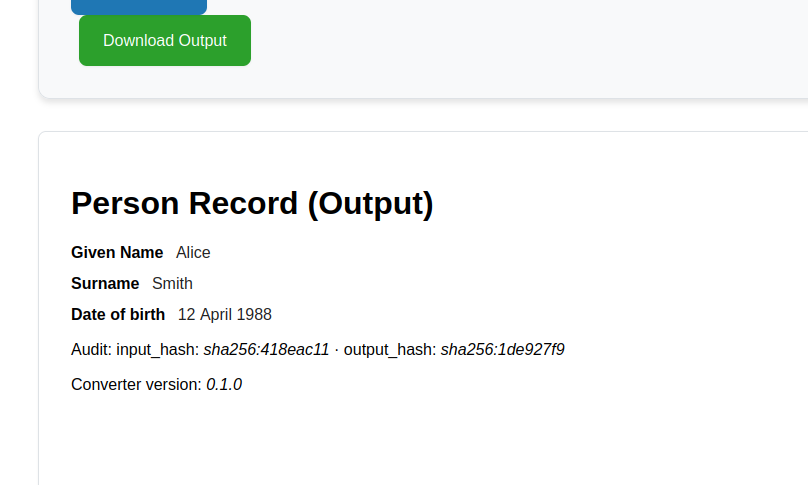 Download Output
Person Record (Output)
Given Name Alice
Surname Smith
Date of birth 12 April 1988
Audit: input_hash: sha256:418eac11 · output_hash: sha256:1de927f9
Converter version: 0.1.0